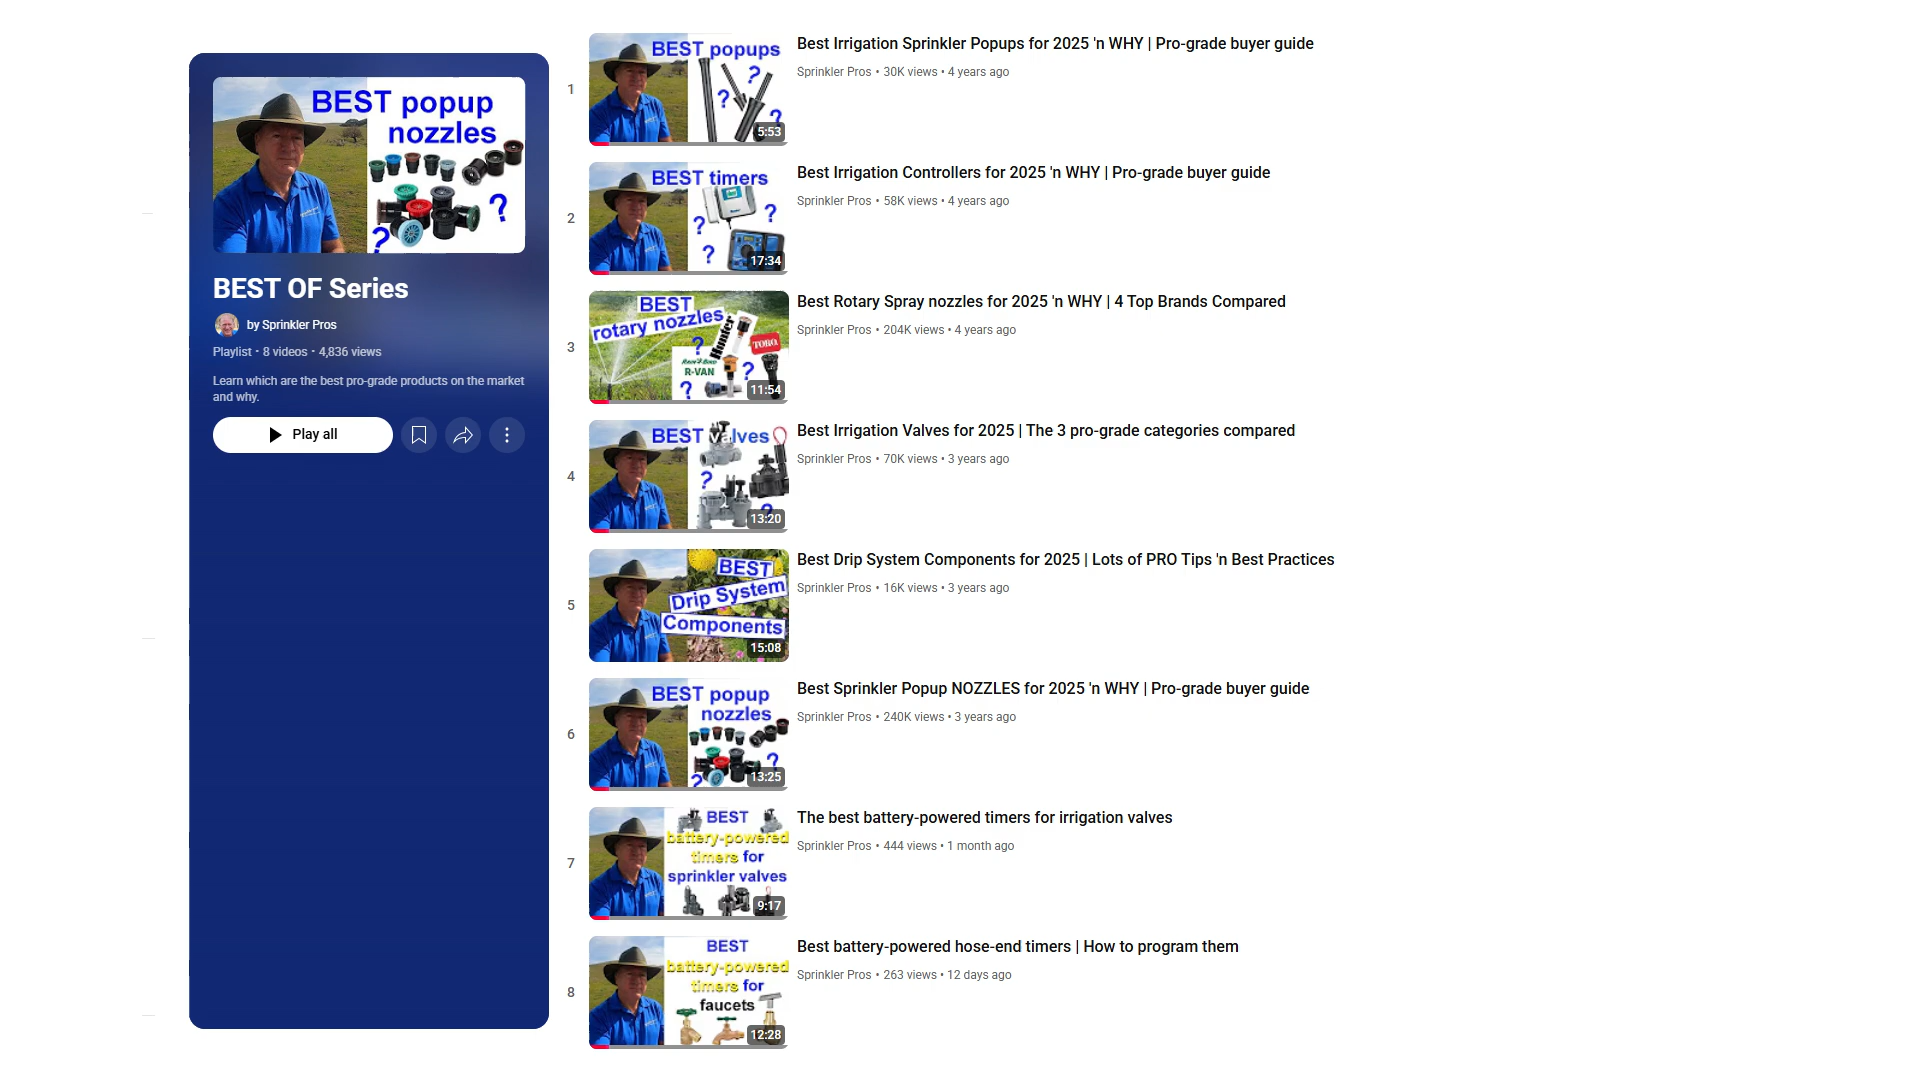 BEST popup
nozzles
?
?
BEST OF Series
by Sprinkler Pros
Playlist • 8 videos • 4,836 views
Learn which are the best pro-grade products on the market
and why.
Play all
1
BEST popups
?
?
?
5:53
Best Irrigation Sprinkler Popups for 2025 'n WHY | Pro-grade buyer guide
Sprinkler Pros • 30K views • 4 years ago
2
BEST timers
?
?
?
17:34
Best Irrigation Controllers for 2025 'n WHY | Pro-grade buyer guide
Sprinkler Pros • 58K views • 4 years ago
3
BEST
rotary nozzles
Hunter
?
TORO
RAIN BIRD
R-VAN
?
?
11:54
Best Rotary Spray nozzles for 2025 'n WHY | 4 Top Brands Compared
Sprinkler Pros • 204K views • 4 years ago
4
BEST valves
?
?
13:20
Best Irrigation Valves for 2025 | The 3 pro-grade categories compared
Sprinkler Pros • 70K views • 3 years ago
5
BEST
Drip System
Components
15:08
Best Drip System Components for 2025 | Lots of PRO Tips 'n Best Practices
Sprinkler Pros • 16K views • 3 years ago
6
BEST popup
nozzles
?
?
13:25
Best Sprinkler Popup NOZZLES for 2025 'n WHY | Pro-grade buyer guide
Sprinkler Pros • 240K views • 3 years ago
7
BEST
battery-powered
timers for
sprinkler valves
9:17
The best battery-powered timers for irrigation valves
Sprinkler Pros • 444 views • 1 month ago
8
BEST
battery-powered
timers for
faucets
12:28
Best battery-powered hose-end timers | How to program them
Sprinkler Pros • 263 views • 12 days ago